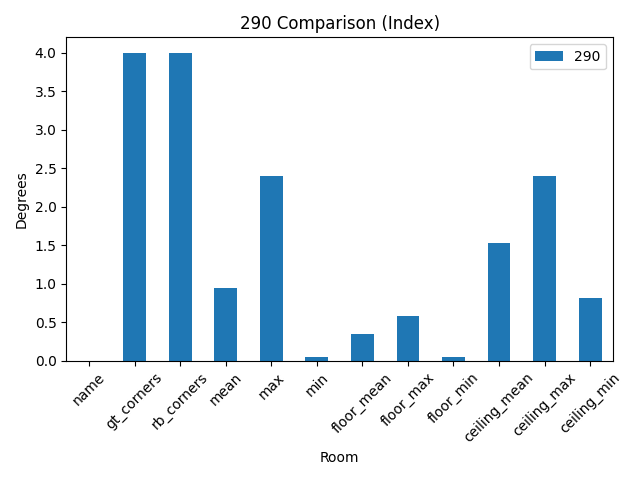 290 Comparison (Index)
290
Degrees
4.0
3.5
3.0
2.5
2.0
1.5
1.0
0.5
0.0
name
gt_corners
rb_corners
mean
max
min
floor_mean
floor_max
floor_min
ceiling_mean
ceiling_max
ceiling_min
Room